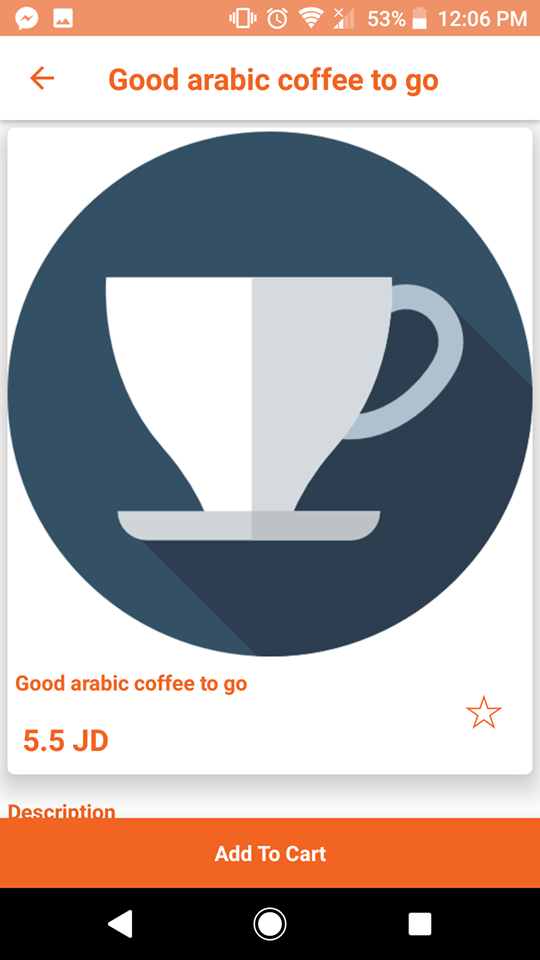 53% 12:06 PM
Good arabic coffee to go
Good arabic coffee to go
5.5 JD
Description
Add To Cart